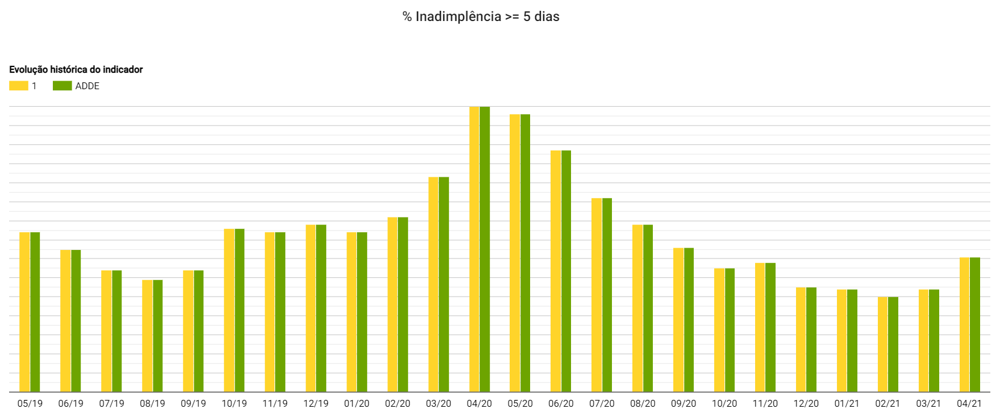 % Inadimplência >= 5 dias
Evolução histórica do indicador
1 ADDE
05/19 06/19 07/19 08/19 09/19 10/19 11/19 12/19 01/20 02/20 03/20 04/20 05/20 06/20 07/20 08/20 09/20 10/20 11/20 12/20 01/21 02/21 03/21 04/21